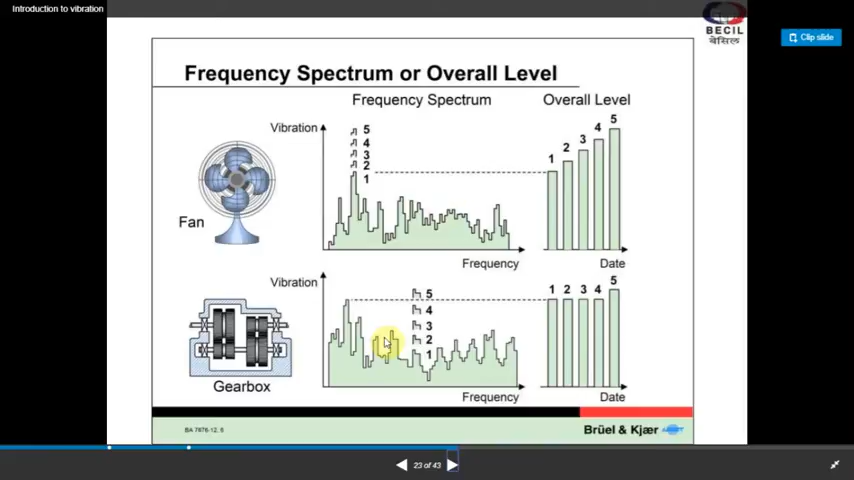 Introduction to vibration
BECIL
बेसिल
Clip slide
Frequency Spectrum or Overall Level
Frequency Spectrum
Overall Level
Vibration
5
4
3
2
1
1 2 3 4 5
Fan
Frequency
Date
Vibration
5
4
3
2
1
1 2 3 4 5
Gearbox
Frequency
Date
BA 7676-12, 5
Brüel & Kjær
23 of 43